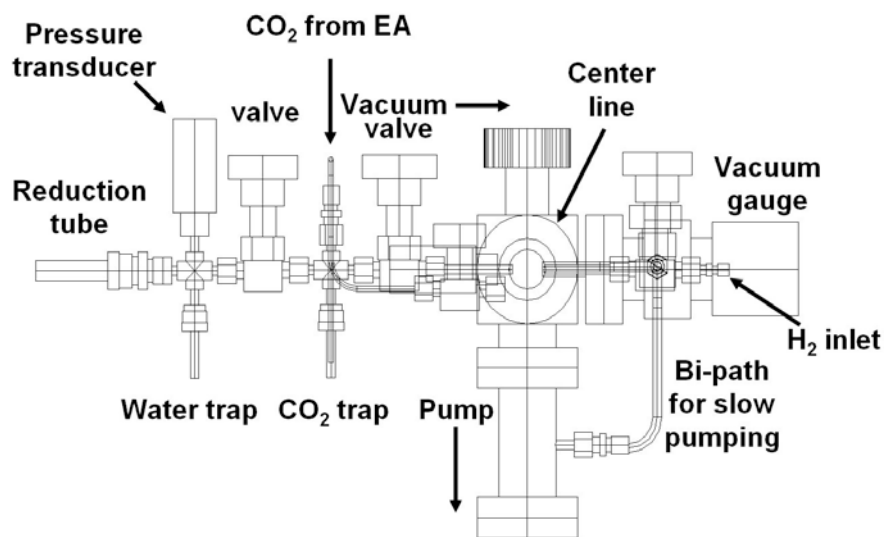 Pressure
transducer
CO₂ from EA
valve
Vacuum
valve
Center
line
Vacuum
gauge
Reduction
tube
H₂ inlet
Water trap
CO₂ trap
Pump
Bi-path
for slow
pumping